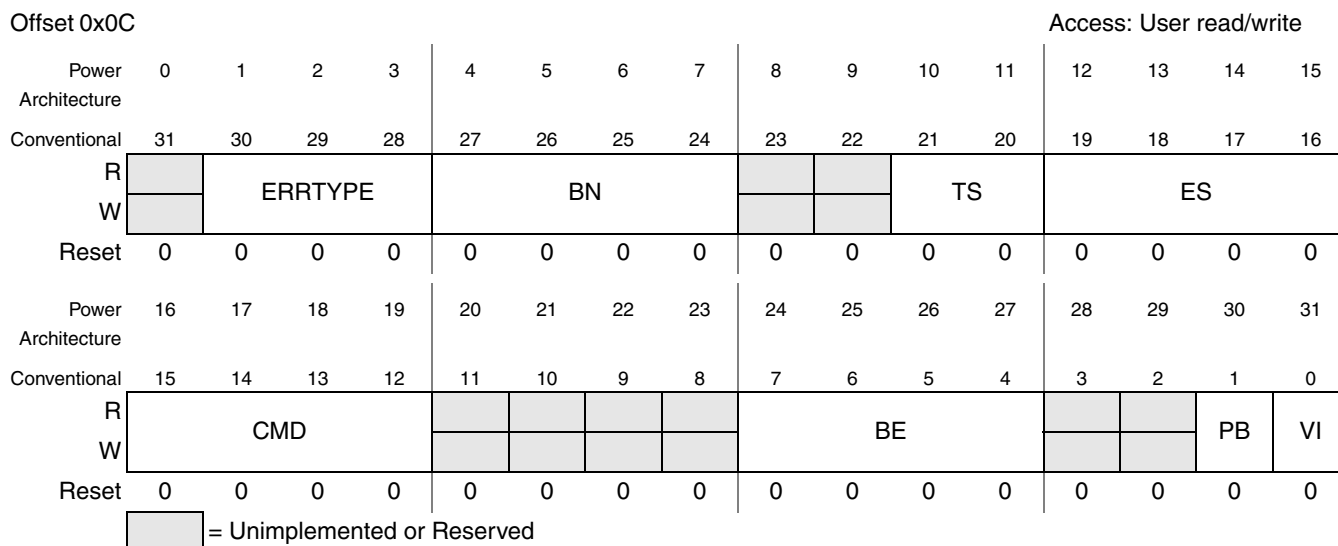 Offset 0x0C Access: User read/write
Power Architecture 0 1 2 3 4 5 6 7 8 9 10 11 12 13 14 15
Conventional 31 30 29 28 27 26 25 24 23 22 21 20 19 18 17 16
R
ERRTYPE BN TS ES
W
Reset 0 0 0 0 0 0 0 0 0 0 0 0 0 0 0 0
Power Architecture 16 17 18 19 20 21 22 23 24 25 26 27 28 29 30 31
Conventional 15 14 13 12 11 10 9 8 7 6 5 4 3 2 1 0
R
CMD BE PB VI
W
Reset 0 0 0 0 0 0 0 0 0 0 0 0 0 0 0 0
= Unimplemented or Reserved